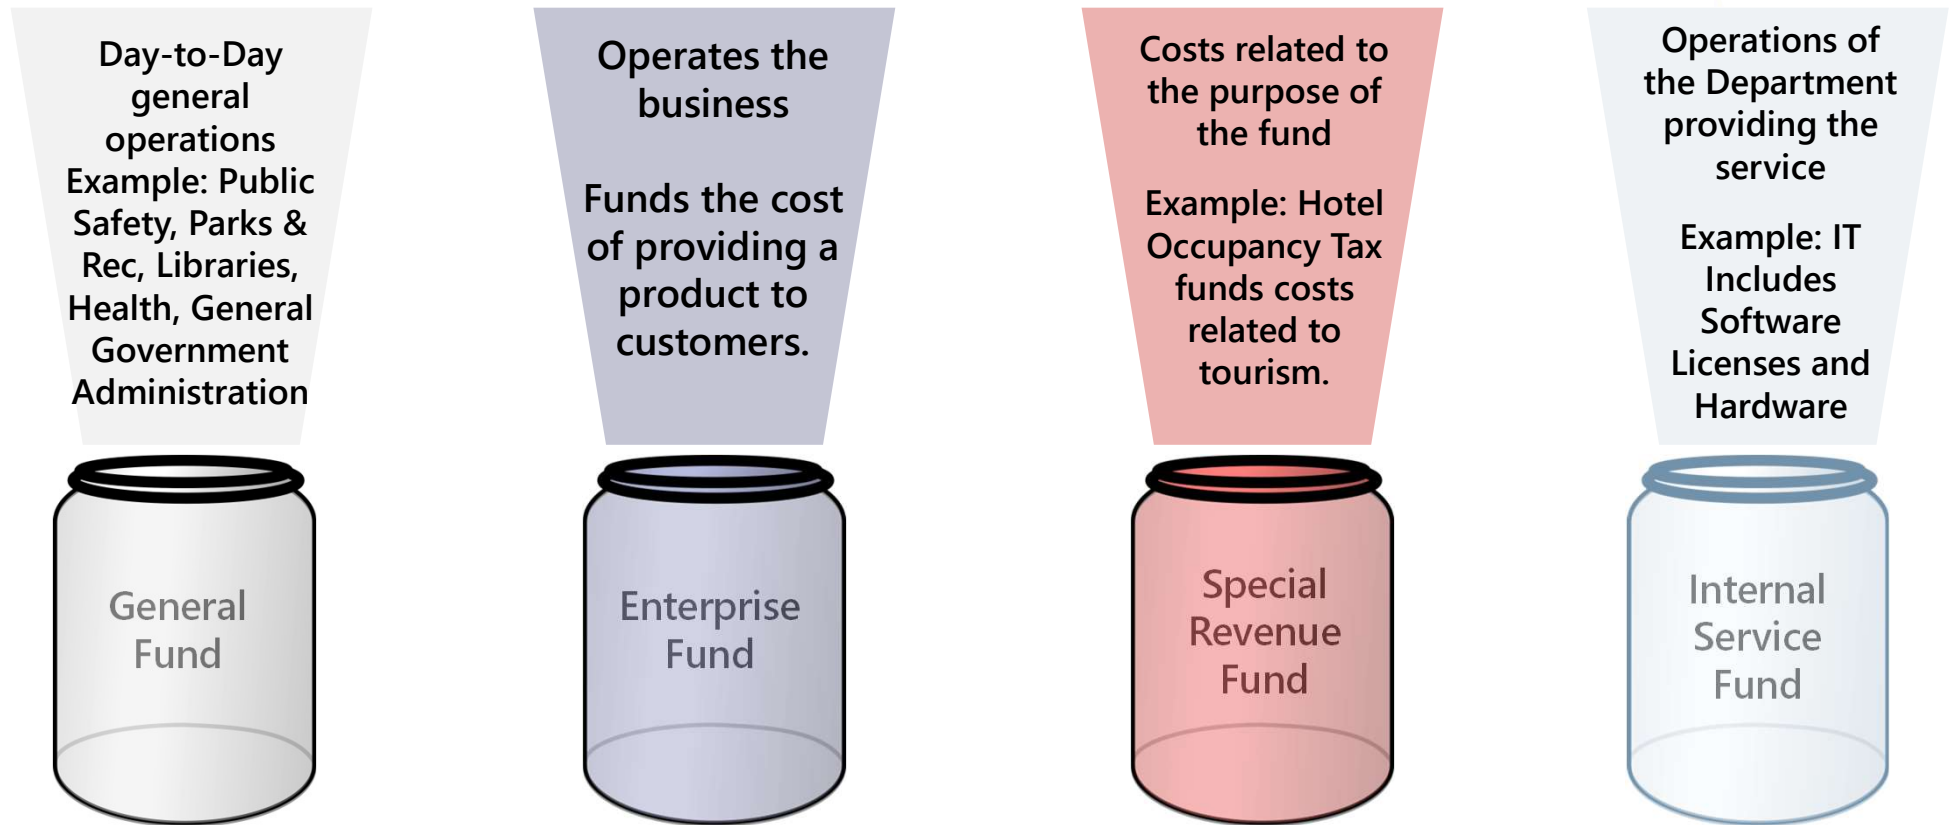 Day-to-Day
general
operations
Example: Public
Safety, Parks &
Rec, Libraries,
Health, General
Government
Administration
General
Fund
Operates the
business
Funds the cost
of providing a
product to
customers.
Enterprise
Fund
Costs related to
the purpose of
the fund
Example: Hotel
Occupancy Tax
funds costs
related to
tourism.
Special
Revenue
Fund
Operations of
the Department
providing the
service
Example: IT
Includes
Software
Licenses and
Hardware
Internal
Service
Fund